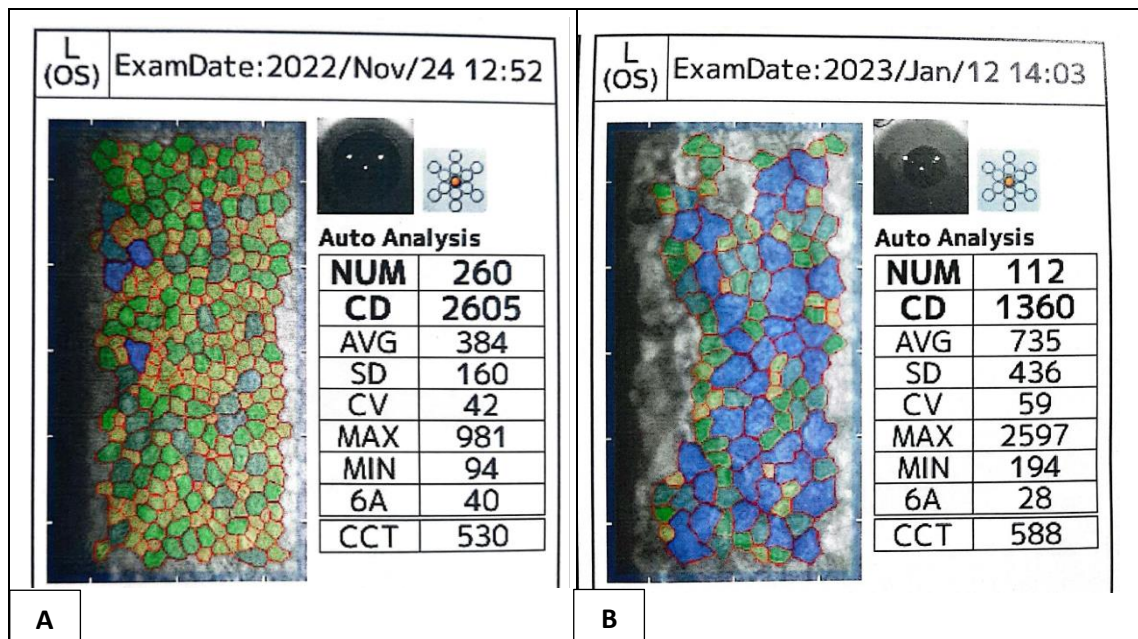 L
(OS)
ExamDate:2022/Nov/24 12:52
Auto Analysis
NUM 260
CD 2605
AVG 384
SD 160
CV 42
MAX 981
MIN 94
6A 40
CCT 530
A
L
(OS)
ExamDate:2023/Jan/12 14:03
Auto Analysis
NUM 112
CD 1360
AVG 735
SD 436
CV 59
MAX 2597
MIN 194
6A 28
CCT 588
B